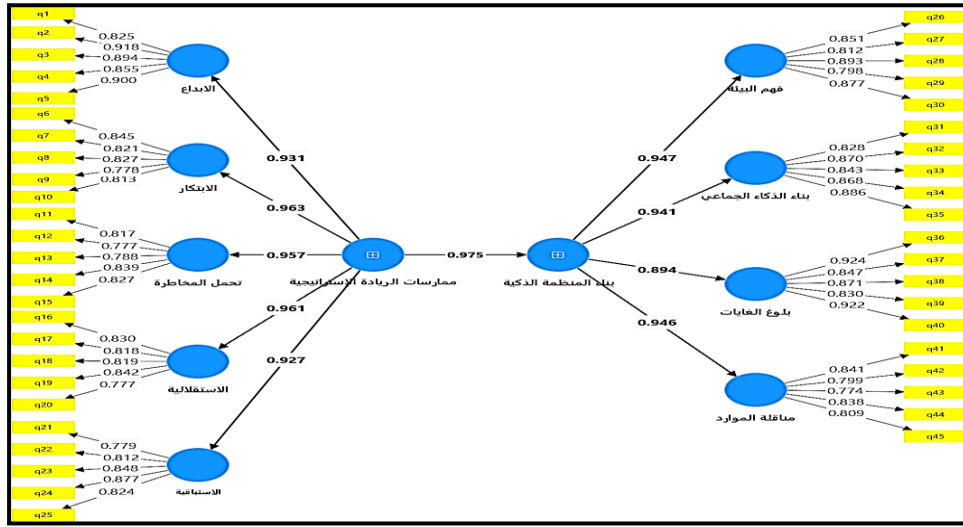 q1
q2
q3
q4
q5
0.825
0.918
0.894
0.855
0.900
الابداع
q6
q7
q8
q9
q10
0.845
0.821
0.827
0.778
0.813
الابتكار
q11
q12
q13
q14
q15
0.817
0.777
0.788
0.839
0.827
تحمل المخاطرة
q16
q17
q18
q19
q20
0.830
0.818
0.819
0.842
0.777
الاستقلالية
q21
q22
q23
q24
q25
0.779
0.812
0.848
0.877
0.824
الاستباقية
0.931
0.963
0.957
0.961
0.927
ممارسات الريادة الاستراتيجية
0.975
بناء المنظمة الذكية
0.947
0.941
0.894
0.946
فهم البيئة
0.851
0.812
0.893
0.798
0.877
q26
q27
q28
q29
q30
بناء الذكاء الجماعي
0.828
0.870
0.843
0.868
0.886
q31
q32
q33
q34
q35
بلوغ الغايات
0.924
0.847
0.871
0.830
0.922
q36
q37
q38
q39
q40
مناقلة الموارد
0.841
0.799
0.774
0.838
0.809
q41
q42
q43
q44
q45